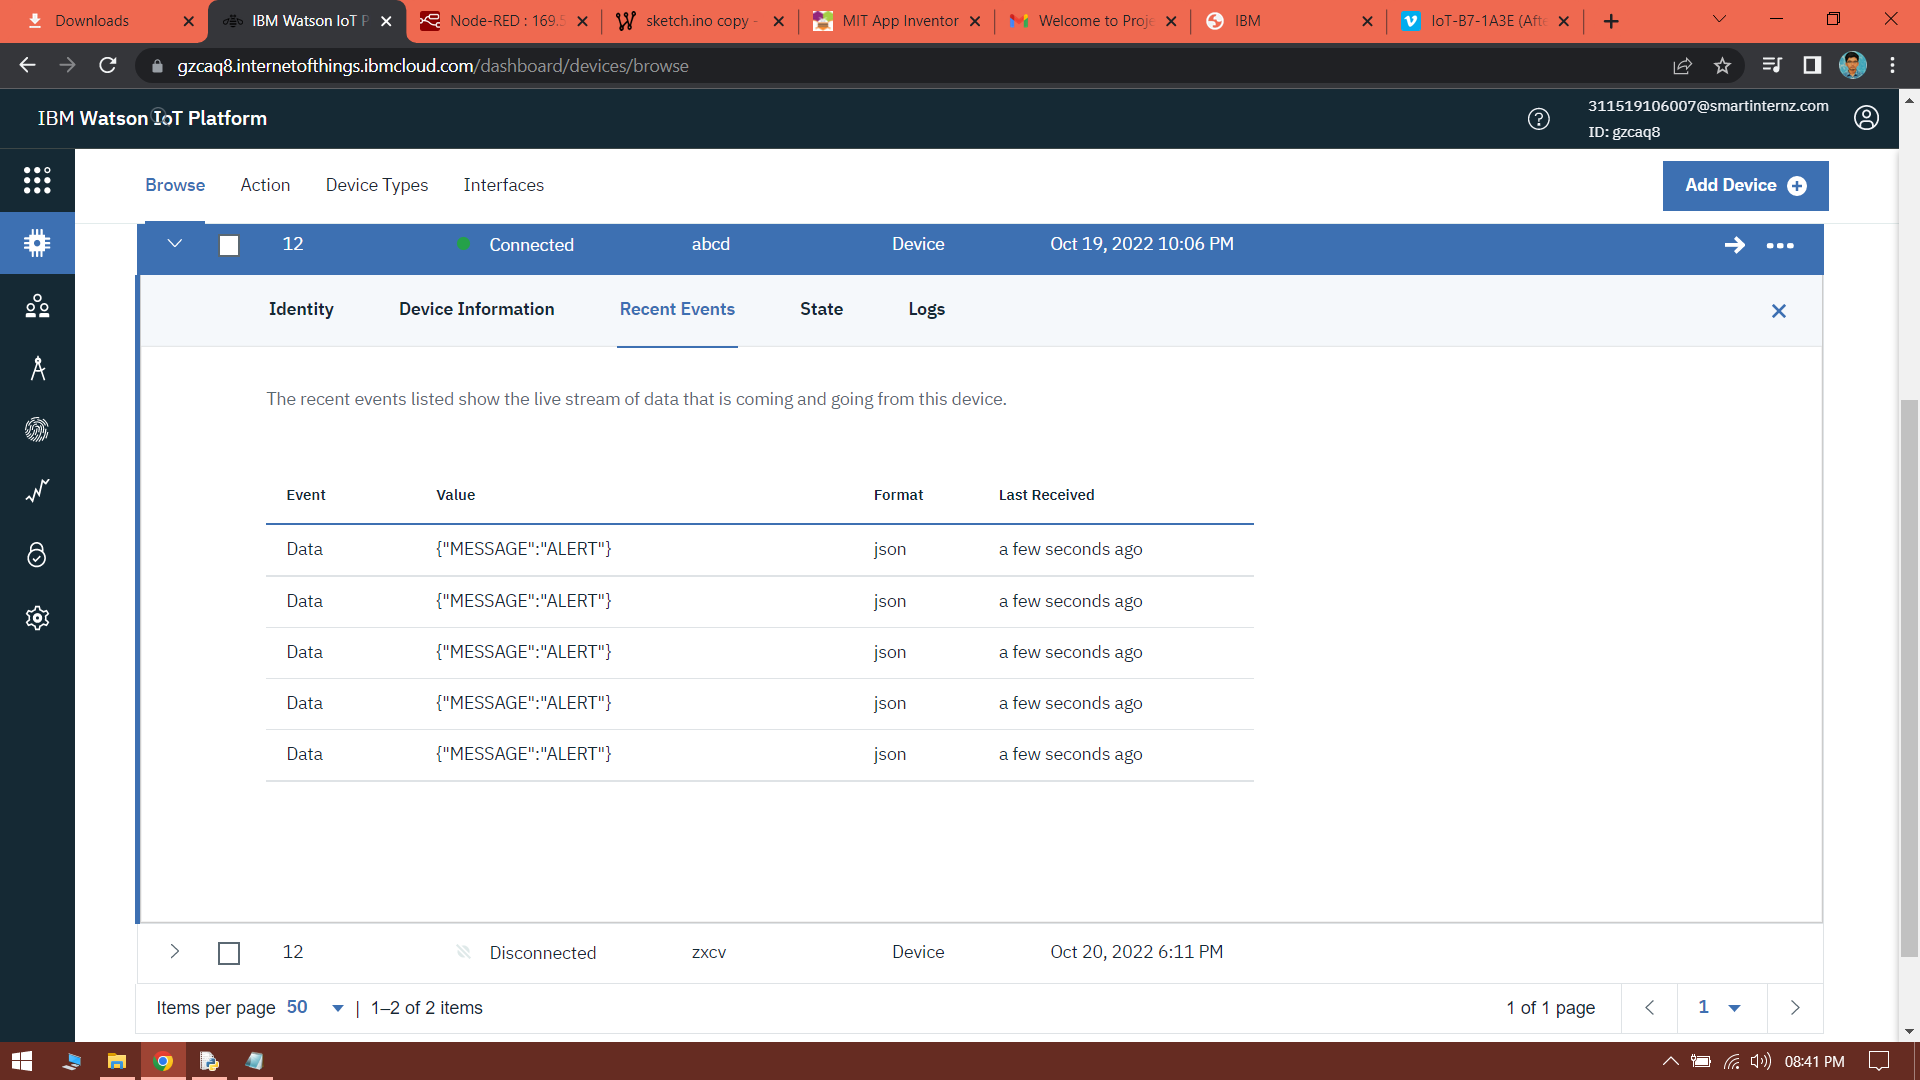 Downloads
IBM Watson IoT P
Node-RED : 169.5
sketch.ino copy -
MIT App Inventor
Welcome to Proje
IBM
IoT-B7-1A3E (Afte
gzcaq8.internetofthings.ibmcloud.com/dashboard/devices/browse
IBM Watson IoT Platform
311519106007@smartinternz.com
ID: gzcaq8
Browse
Action
Device Types
Interfaces
Add Device
12 Connected abcd Device Oct 19, 2022 10:06 PM
Identity
Device Information
Recent Events
State
Logs
The recent events listed show the live stream of data that is coming and going from this device.
Event Value Format Last Received
Data {"MESSAGE":"ALERT"} json a few seconds ago
Data {"MESSAGE":"ALERT"} json a few seconds ago
Data {"MESSAGE":"ALERT"} json a few seconds ago
Data {"MESSAGE":"ALERT"} json a few seconds ago
Data {"MESSAGE":"ALERT"} json a few seconds ago
12 Disconnected zxcv Device Oct 20, 2022 6:11 PM
Items per page 50 | 1–2 of 2 items
1 of 1 page
1
08:41 PM